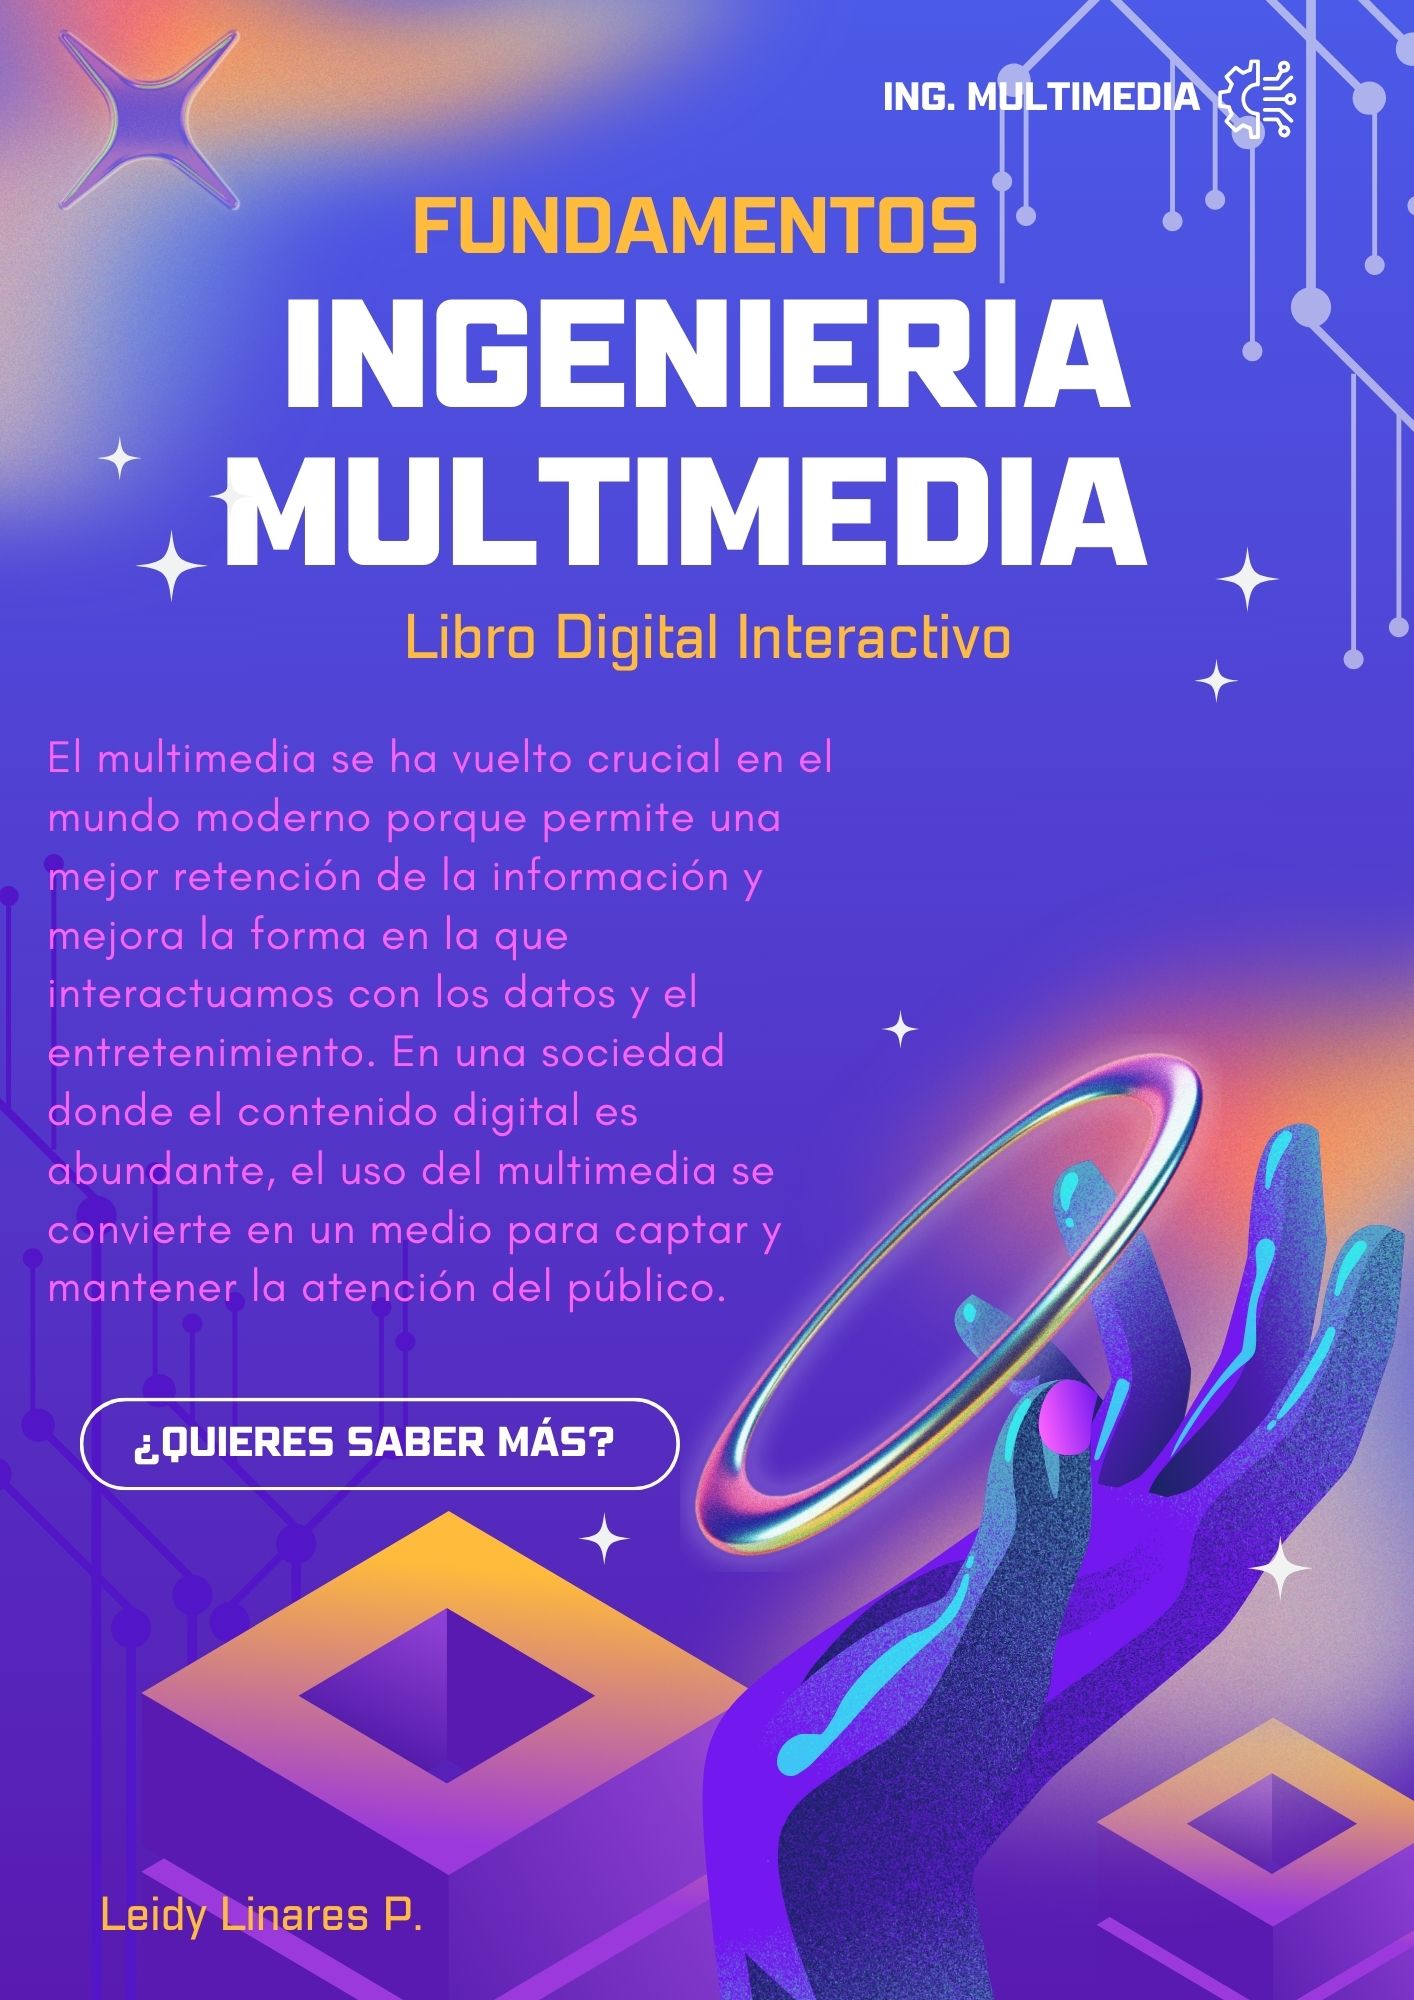 ING. MULTIMEDIA
FUNDAMENTOS
INGENIERIA
MULTIMEDIA
Libro Digital Interactivo
El multimedia se ha vuelto crucial en el
mundo moderno porque permite una
mejor retención de la información y
mejora la forma en la que
interactuamos con los datos y el
entretenimiento. En una sociedad
donde el contenido digital es
abundante, el uso del multimedia se
convierte en un medio para captar y
mantener la atención del público.
¿QUIERES SABER MÁS?
Leidy Linares P.